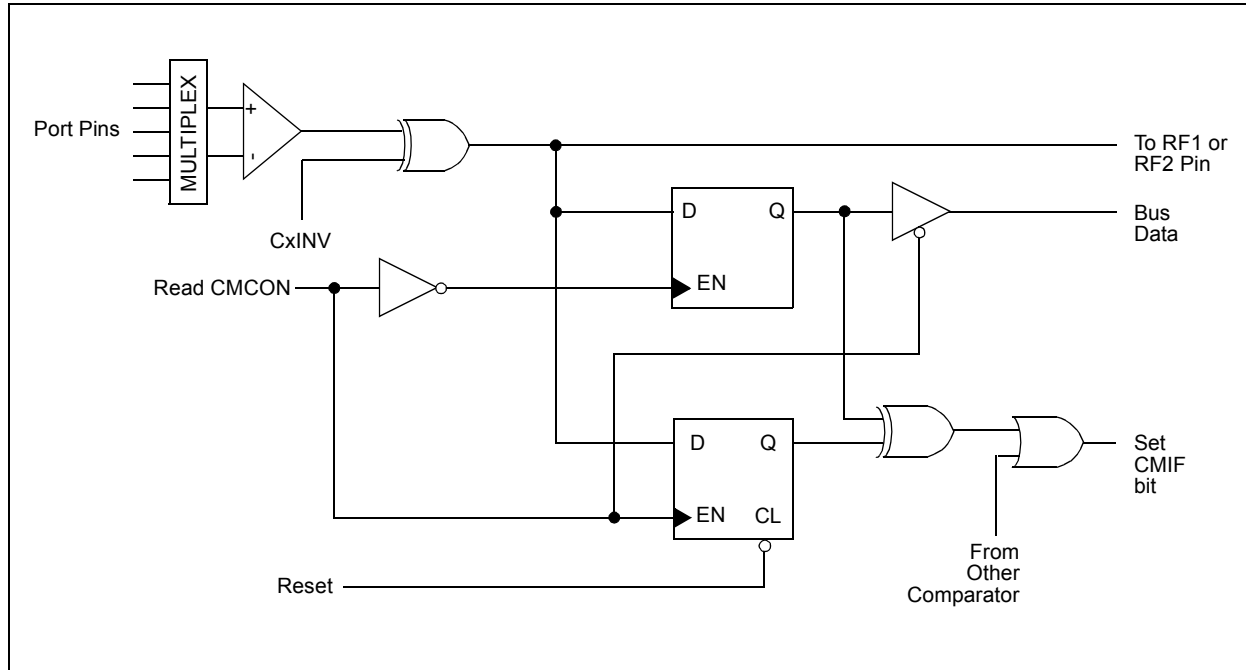 MULTIPLEX
Port Pins
+
-
CxINV
To RF1 or
RF2 Pin
D
Q
EN
Bus
Data
Read CMCON
D
Q
EN
CL
Set
CMIF
bit
From
Other
Comparator
Reset